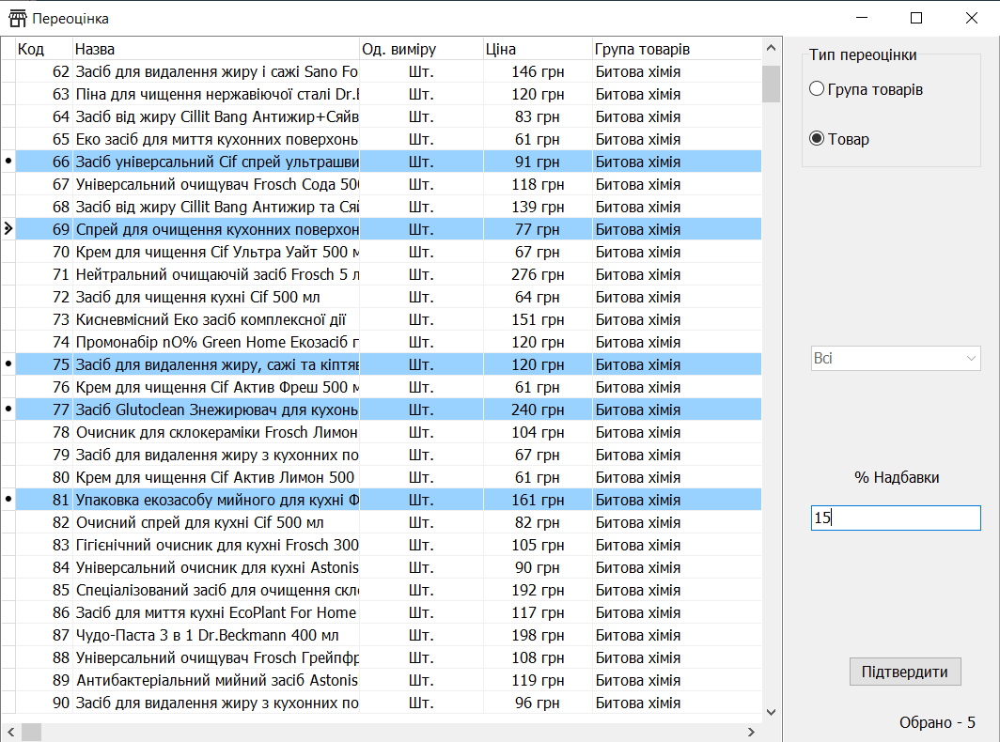 Переоцінка
Код Назва Од. виміру Ціна Група товарів
62 Засіб для видалення жиру і сажі Sano Fo Шт. 146 грн Битова хімія
63 Піна для чищення нержавіючої сталі Dr. Шт. 120 грн Битова хімія
64 Засіб від жиру Cillit Bang Антижир+Сяйв Шт. 83 грн Битова хімія
65 Еко засіб для миття кухонних поверхонь Шт. 61 грн Битова хімія
66 Засіб універсальний Cif спрей ультрашви Шт. 91 грн Битова хімія
67 Універсальний очищувач Frosch Сода 500 Шт. 118 грн Битова хімія
68 Засіб від жиру Cillit Bang Антижир та Сяй Шт. 139 грн Битова хімія
69 Спрей для очищення кухонних поверхон Шт. 77 грн Битова хімія
70 Крем для чищення Cif Ультра Уайт 500 м Шт. 67 грн Битова хімія
71 Нейтральний очищаючій засіб Frosch 5 л Шт. 276 грн Битова хімія
72 Засіб для чищення кухні Cif 500 мл Шт. 64 грн Битова хімія
73 Кисневмісний Еко засіб комплексної дії Шт. 151 грн Битова хімія
74 Промонабір nO% Green Home Екозасіб г Шт. 120 грн Битова хімія
75 Засіб для видалення жиру, сажі та кіптяв Шт. 120 грн Битова хімія
76 Крем для чищення Cif Актив Фреш 500 м Шт. 61 грн Битова хімія
77 Засіб Glutoclean Знежирювач для кухонь Шт. 240 грн Битова хімія
78 Очисник для склокераміки Frosch Лимон Шт. 104 грн Битова хімія
79 Засіб для видалення жиру з кухонних по Шт. 67 грн Битова хімія
80 Крем для чищення Cif Актив Лимон 500 Шт. 61 грн Битова хімія
81 Упаковка екозасобу мийного для кухні Ф Шт. 161 грн Битова хімія
82 Очисний спрей для кухні Cif 500 мл Шт. 82 грн Битова хімія
83 Гігієнічний очисник для кухні Frosch 300 Шт. 105 грн Битова хімія
84 Універсальний очисник для кухні Astonis Шт. 90 грн Битова хімія
85 Спеціалізований засіб для очищення скл Шт. 192 грн Битова хімія
86 Засіб для миття кухні EcoPlant For Home Шт. 117 грн Битова хімія
87 Чудо-Паста 3 в 1 Dr.Beckmann 400 мл Шт. 198 грн Битова хімія
88 Універсальний очищувач Frosch Грейпфр Шт. 108 грн Битова хімія
89 Антибактеріальний мийний засіб Astonis Шт. 119 грн Битова хімія
90 Засіб для видалення жиру з кухонних по Шт. 96 грн Битова хімія
Тип переоцінки
Група товарів
Товар
Всі
% Надбавки
15
Підтвердити
Обрано - 5